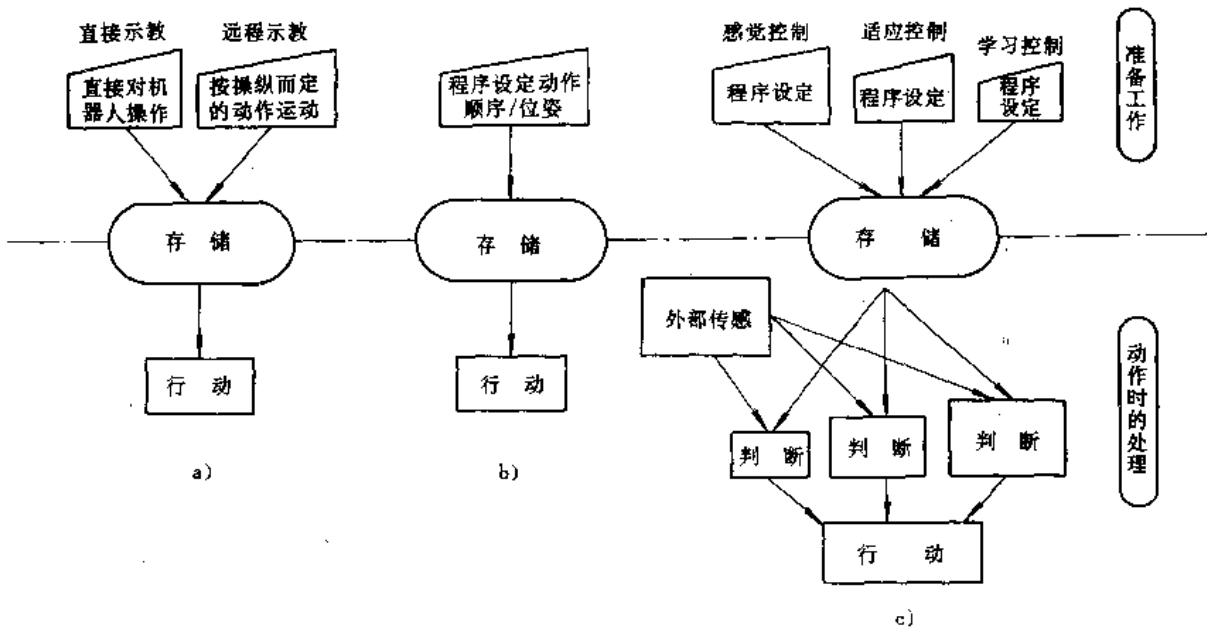 直接示教
远程示教
直接对机
器人操作
按操纵而定
的动作运动
程序设定动作
顺序/位姿
感觉控制
适应控制
学习控制
程序设定
程序设定
程序
设定
准备工作
存 储
存 储
存 储
外部传感
行 动
行 动
判 断
判 断
判 断
动作时的处理
行 动
a)
b)
c)